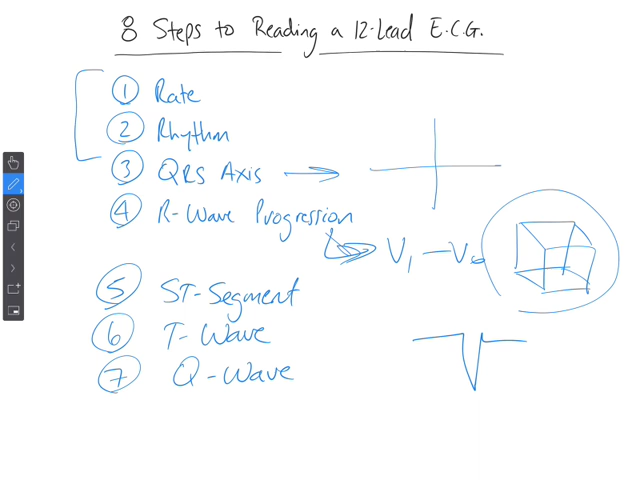 8 Steps to Reading a 12-Lead E.C.G.
1 Rate
2 Rhythm
3 QRS Axis
4 R-Wave Progression
V1 - V6
5 ST-Segment
6 T-Wave
7 Q-Wave